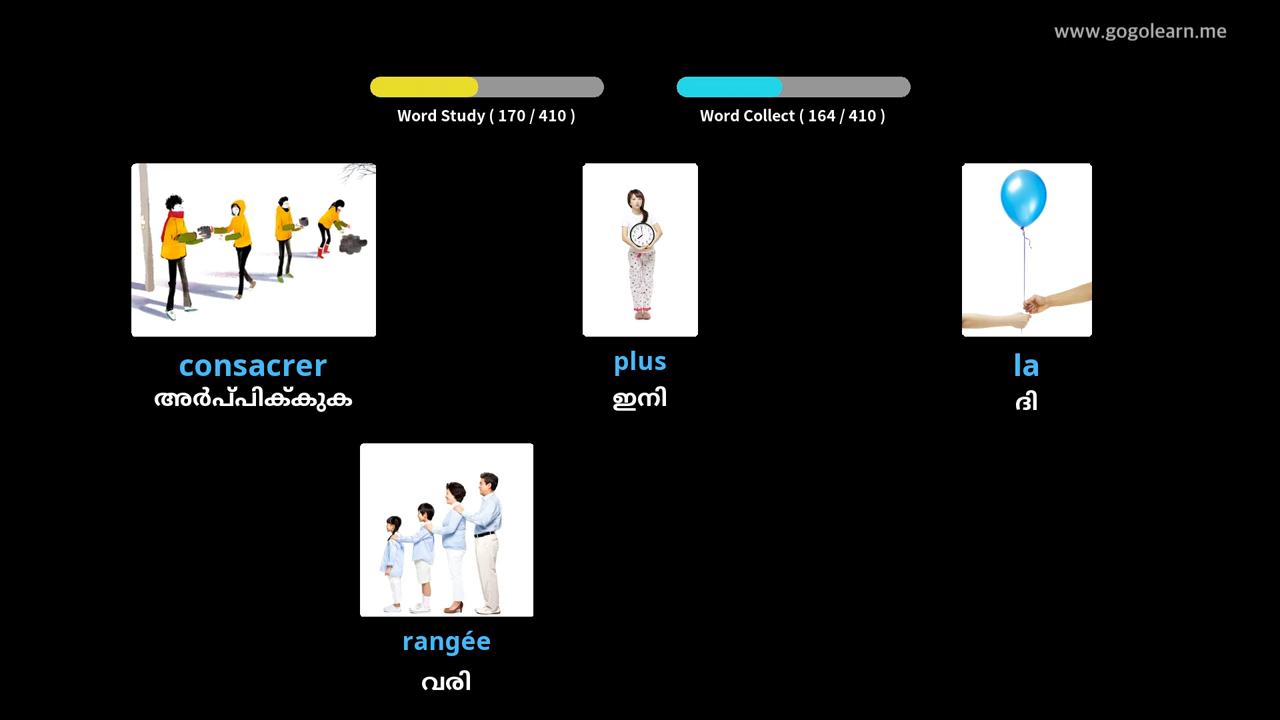 www.gogolearn.me
Word Study ( 170 / 410 )
Word Collect ( 164 / 410 )
consacrer
അർപ്പിക്കുക
plus
ഇനി
la
ദി
rangée
വരി